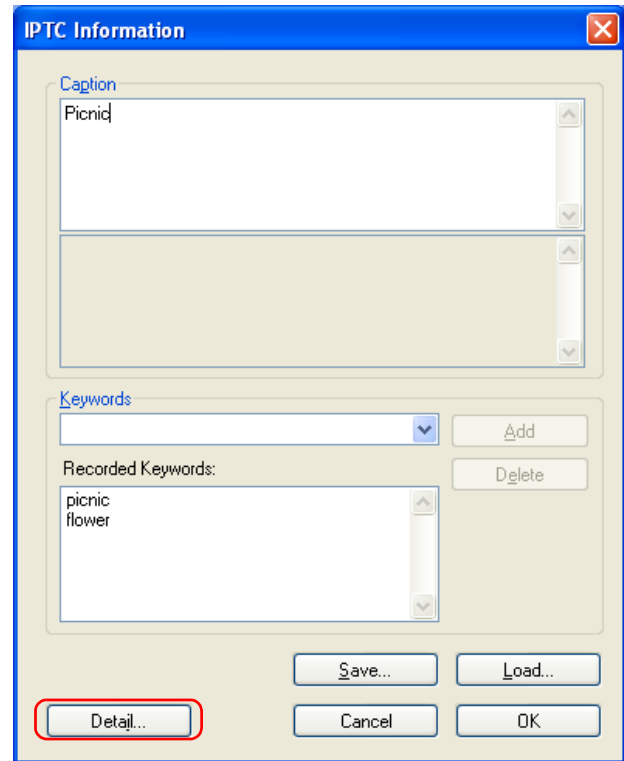 IPTC Information
Caption
Picnic
Keywords
Add
Recorded Keywords:
Delete
picnic
flower
Save...
Load...
Detail...
Cancel
OK